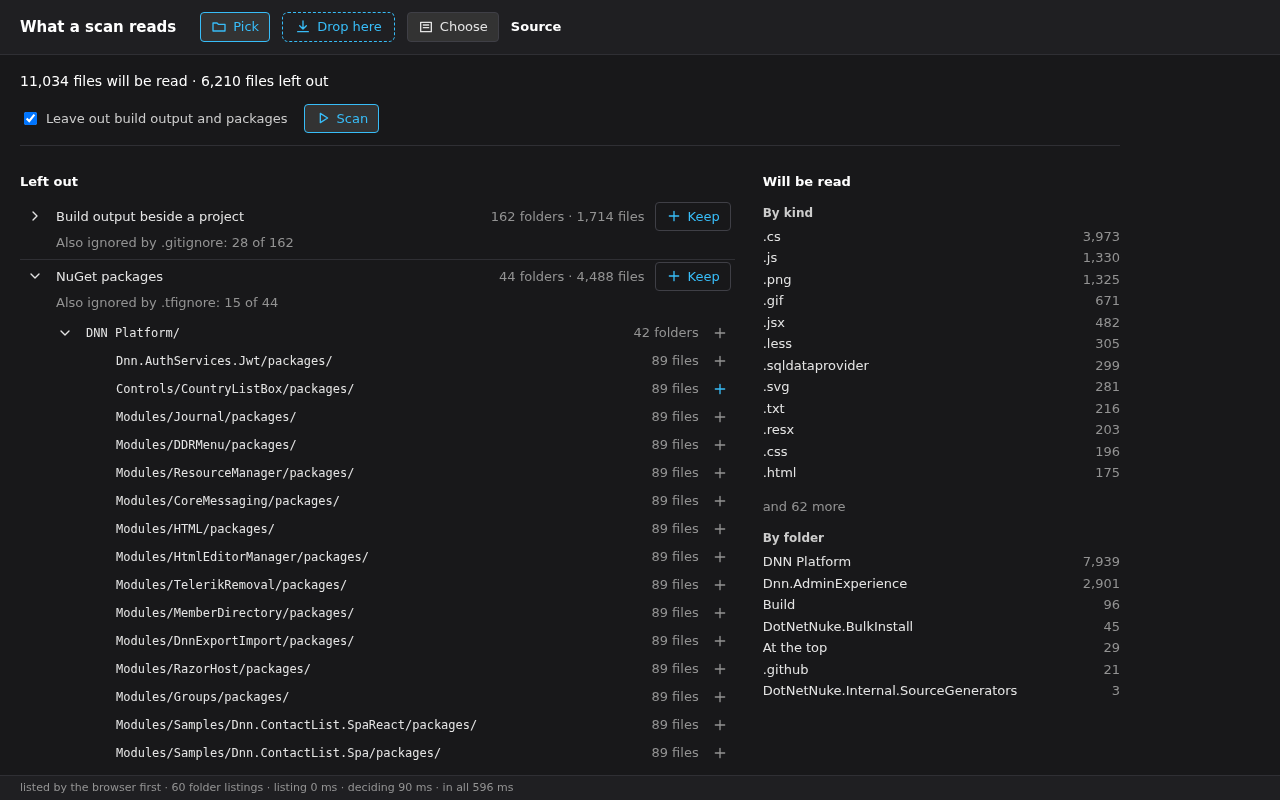 What a scan reads
Pick
Drop here
Choose
Source
11,034 files will be read · 6,210 files left out
Leave out build output and packages
Scan
Left out
Build output beside a project
162 folders · 1,714 files
Keep
Also ignored by .gitignore: 28 of 162
NuGet packages
44 folders · 4,488 files
Keep
Also ignored by .tfignore: 15 of 44
DNN Platform/
42 folders
Dnn.AuthServices.Jwt/packages/
89 files
Controls/CountryListBox/packages/
89 files
Modules/Journal/packages/
89 files
Modules/DDRMenu/packages/
89 files
Modules/ResourceManager/packages/
89 files
Modules/CoreMessaging/packages/
89 files
Modules/HTML/packages/
89 files
Modules/HtmlEditorManager/packages/
89 files
Modules/TelerikRemoval/packages/
89 files
Modules/MemberDirectory/packages/
89 files
Modules/DnnExportImport/packages/
89 files
Modules/RazorHost/packages/
89 files
Modules/Groups/packages/
89 files
Modules/Samples/Dnn.ContactList.SpaReact/packages/
89 files
Modules/Samples/Dnn.ContactList.Spa/packages/
89 files
Will be read
By kind
.cs 3,973
.js 1,330
.png 1,325
.gif 671
.jsx 482
.less 305
.sqldataprovider 299
.svg 281
.txt 216
.resx 203
.css 196
.html 175
and 62 more
By folder
DNN Platform 7,939
Dnn.AdminExperience 2,901
Build 96
DotNetNuke.BulkInstall 45
At the top 29
.github 21
DotNetNuke.Internal.SourceGenerators 3
listed by the browser first · 60 folder listings · listing 0 ms · deciding 90 ms · in all 596 ms